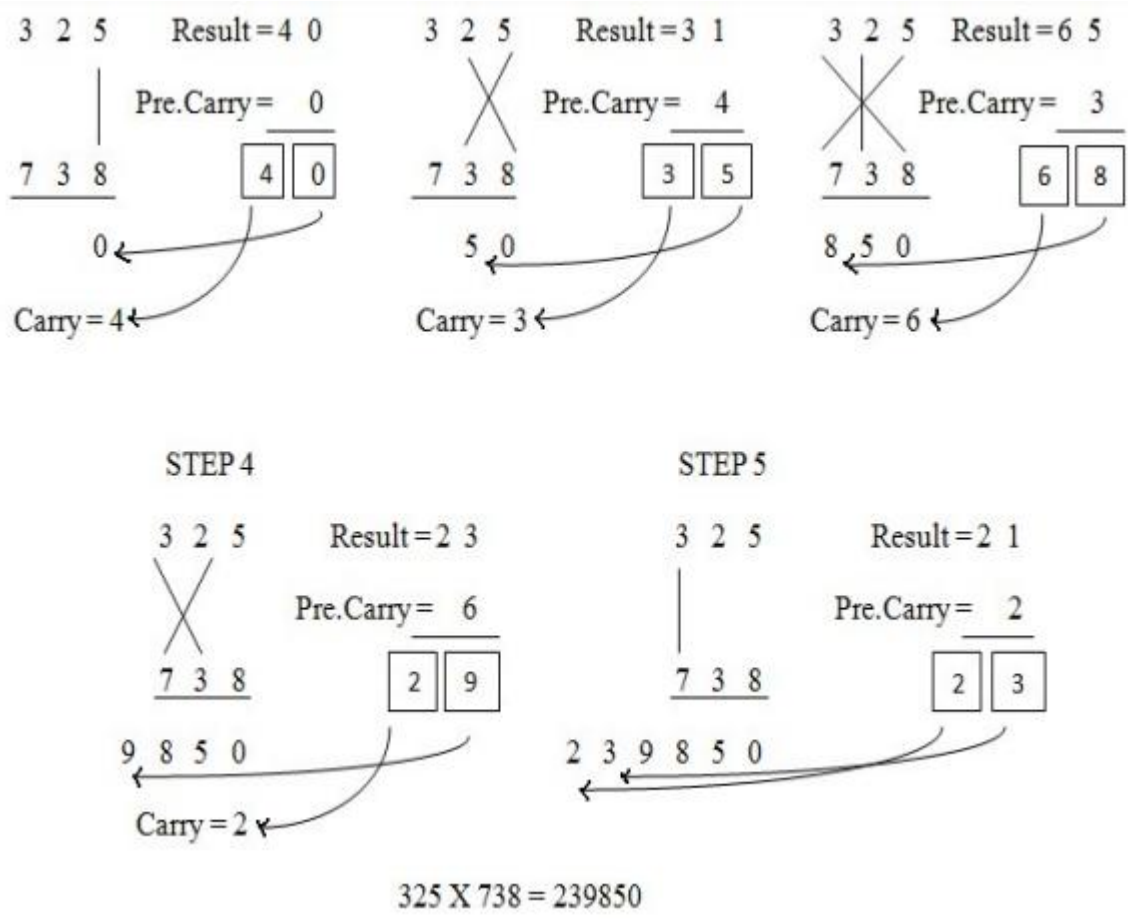 3 2 5 Result = 4 0
Pre.Carry = 0
7 3 8 4 0
0
Carry = 4
3 2 5 Result = 3 1
Pre.Carry = 4
7 3 8 3 5
5 0
Carry = 3
3 2 5 Result = 6 5
Pre.Carry = 3
7 3 8 6 8
8 5 0
Carry = 6
STEP 4
3 2 5 Result = 2 3
Pre.Carry = 6
7 3 8 2 9
9 8 5 0
Carry = 2
STEP 5
3 2 5 Result = 2 1
Pre.Carry = 2
7 3 8 2 3
2 3 9 8 5 0
325 X 738 = 239850